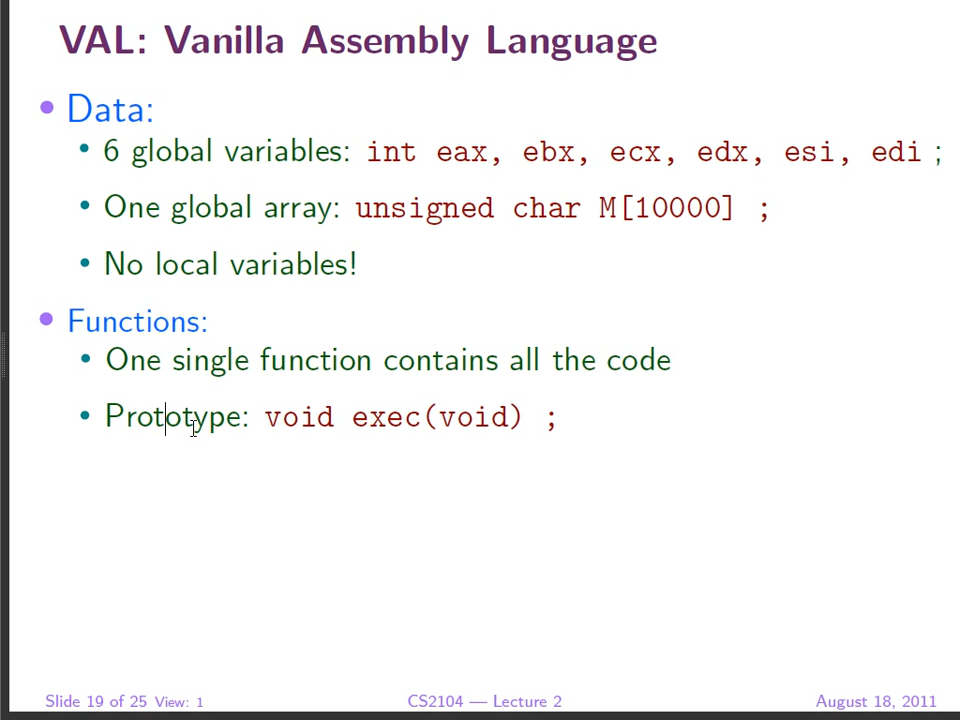 VAL: Vanilla Assembly Language
• Data:
• 6 global variables: int eax, ebx, ecx, edx, esi, edi ;
• One global array: unsigned char M[10000] ;
• No local variables!
• Functions:
• One single function contains all the code
• Prototype: void exec(void) ;
Slide 19 of 25 View: 1 CS2104 — Lecture 2 August 18, 2011